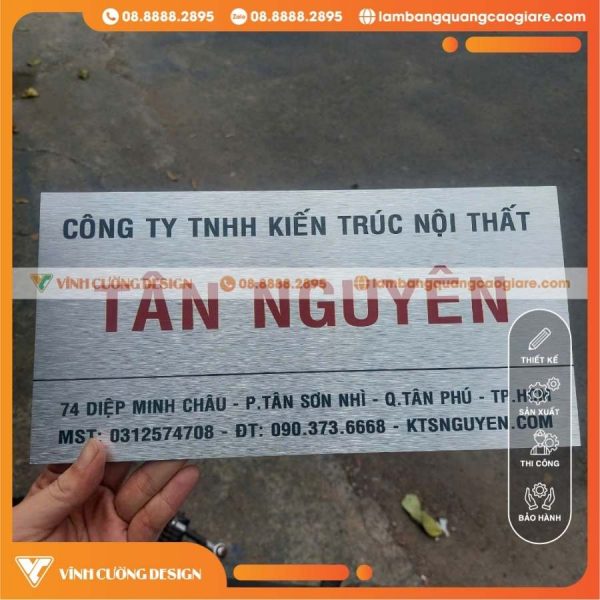 08.8888.2895 Zalo 08.8888.2895 lambangquangcaogiare.com
CÔNG TY TNHH KIẾN TRÚC NỘI THẤT
VĨNH CƯỜNG DESIGN 08.8888.2895 lambangquangcaogiare.com
TÂN NGUYÊN
74 DIỆP MINH CHÂU - P.TÂN SƠN NHÌ - Q.TÂN PHÚ - TP.HCM
MST: 0312574708 - ĐT: 090.373.6668 - KTSNGUYEN.COM
THIẾT KẾ
SẢN XUẤT
THI CÔNG
BẢO HÀNH
VĨNH CƯỜNG DESIGN